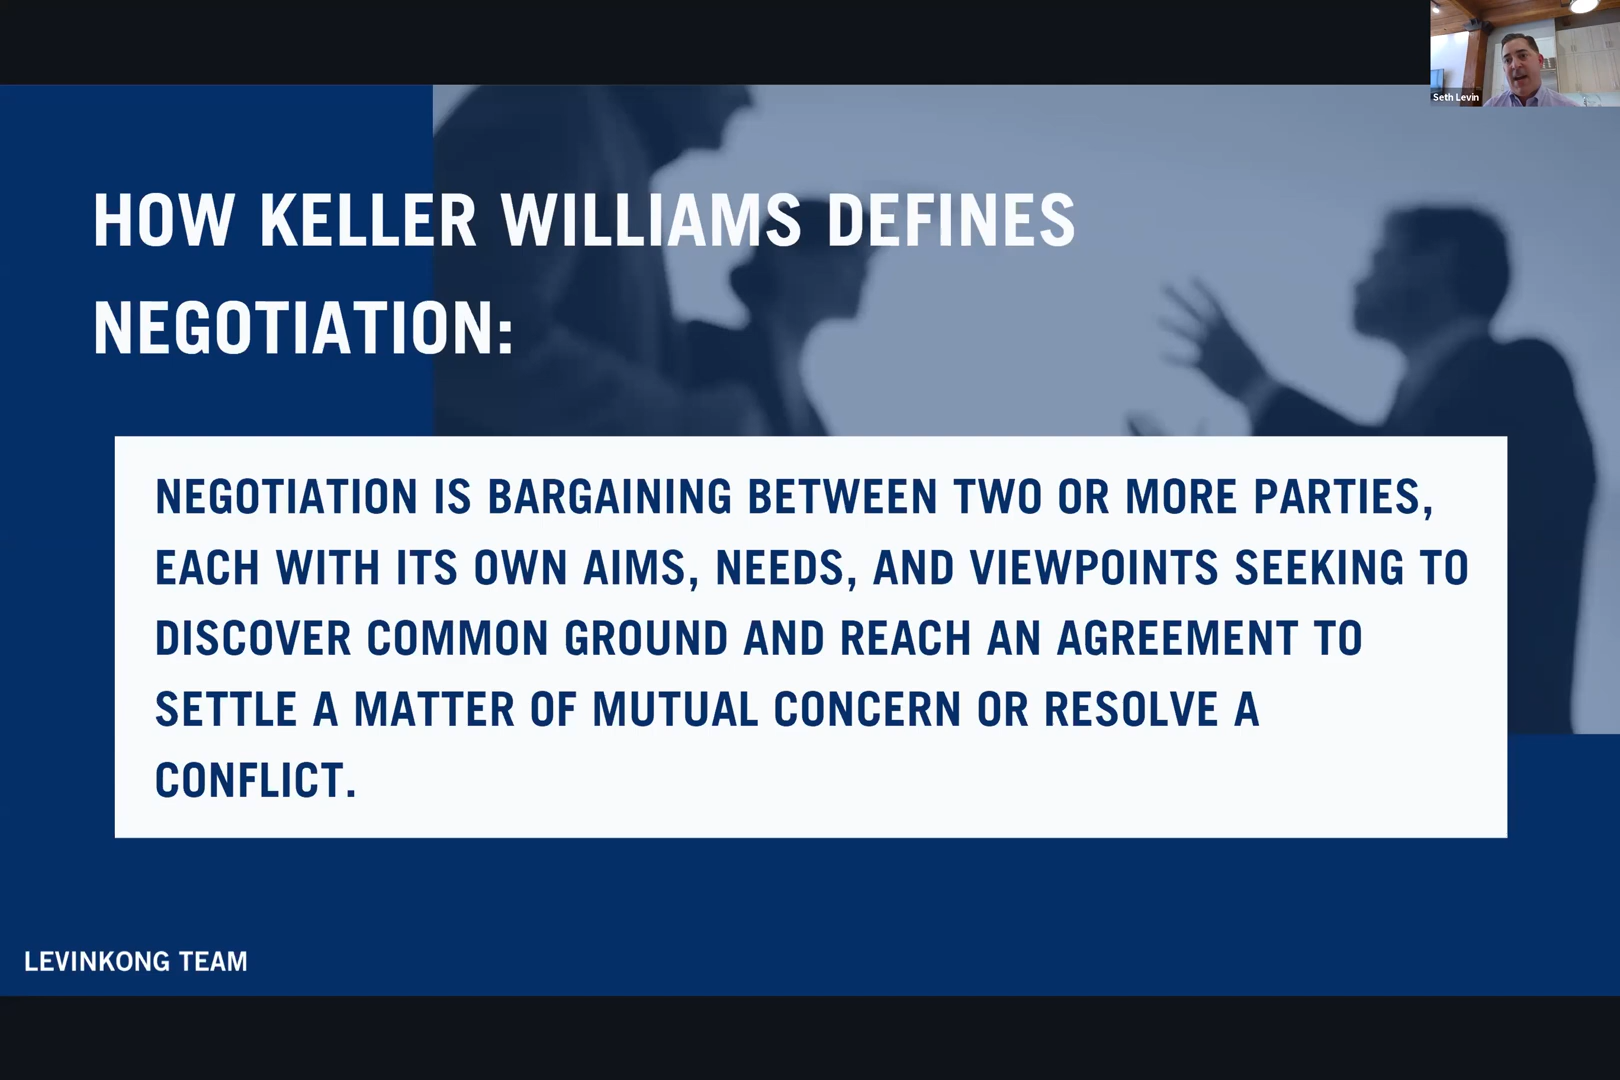 Seth Levin
HOW KELLER WILLIAMS DEFINES
NEGOTIATION:
NEGOTIATION IS BARGAINING BETWEEN TWO OR MORE PARTIES,
EACH WITH ITS OWN AIMS, NEEDS, AND VIEWPOINTS SEEKING TO
DISCOVER COMMON GROUND AND REACH AN AGREEMENT TO
SETTLE A MATTER OF MUTUAL CONCERN OR RESOLVE A
CONFLICT.
LEVINKONG TEAM